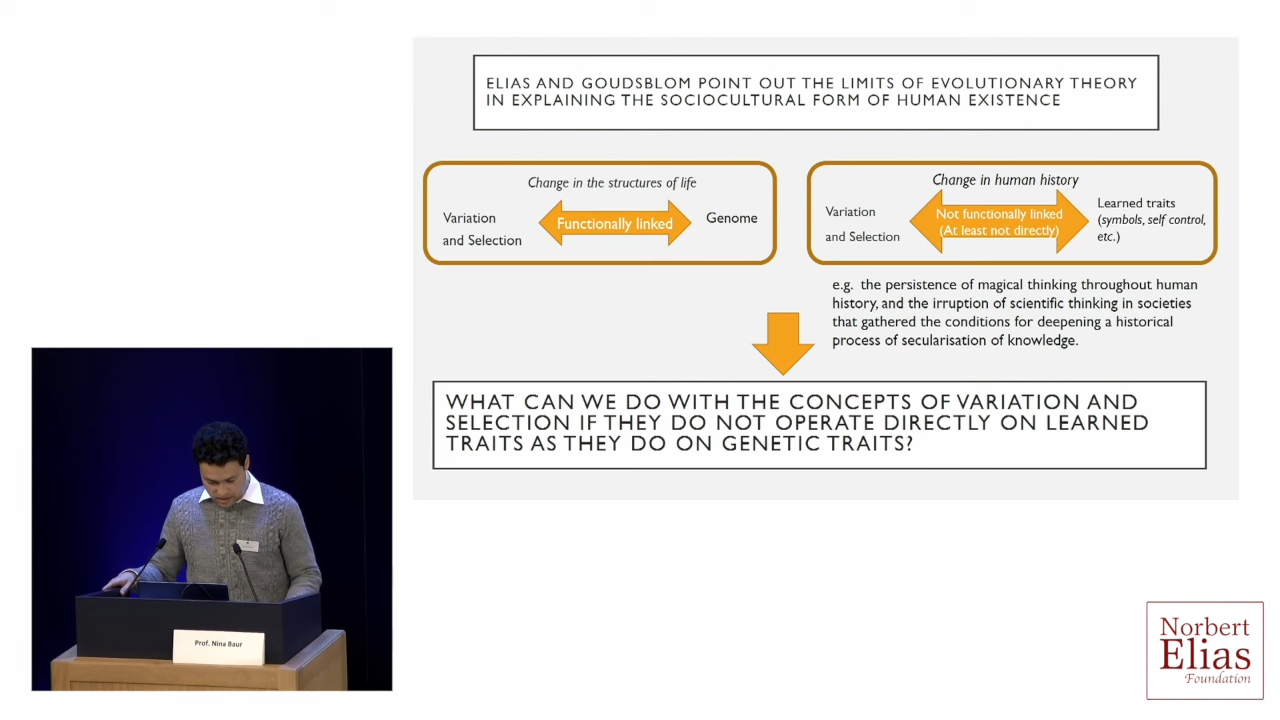 ELIAS AND GOUDSBLOM POINT OUT THE LIMITS OF EVOLUTIONARY THEORY
IN EXPLAINING THE SOCIOCULTURAL FORM OF HUMAN EXISTENCE
Change in the structures of life
Variation
and Selection
Functionally linked
Genome
Change in human history
Variation
and Selection
Not functionally linked
(At least not directly)
Learned traits
(symbols, self control,
etc.)
e.g. the persistence of magical thinking throughout human
history, and the irruption of scientific thinking in societies
that gathered the conditions for deepening a historical
process of secularisation of knowledge.
WHAT CAN WE DO WITH THE CONCEPTS OF VARIATION AND
SELECTION IF THEY DO NOT OPERATE DIRECTLY ON LEARNED
TRAITS AS THEY DO ON GENETIC TRAITS?
Prof. Nina Baur
Norbert
Elias
Foundation